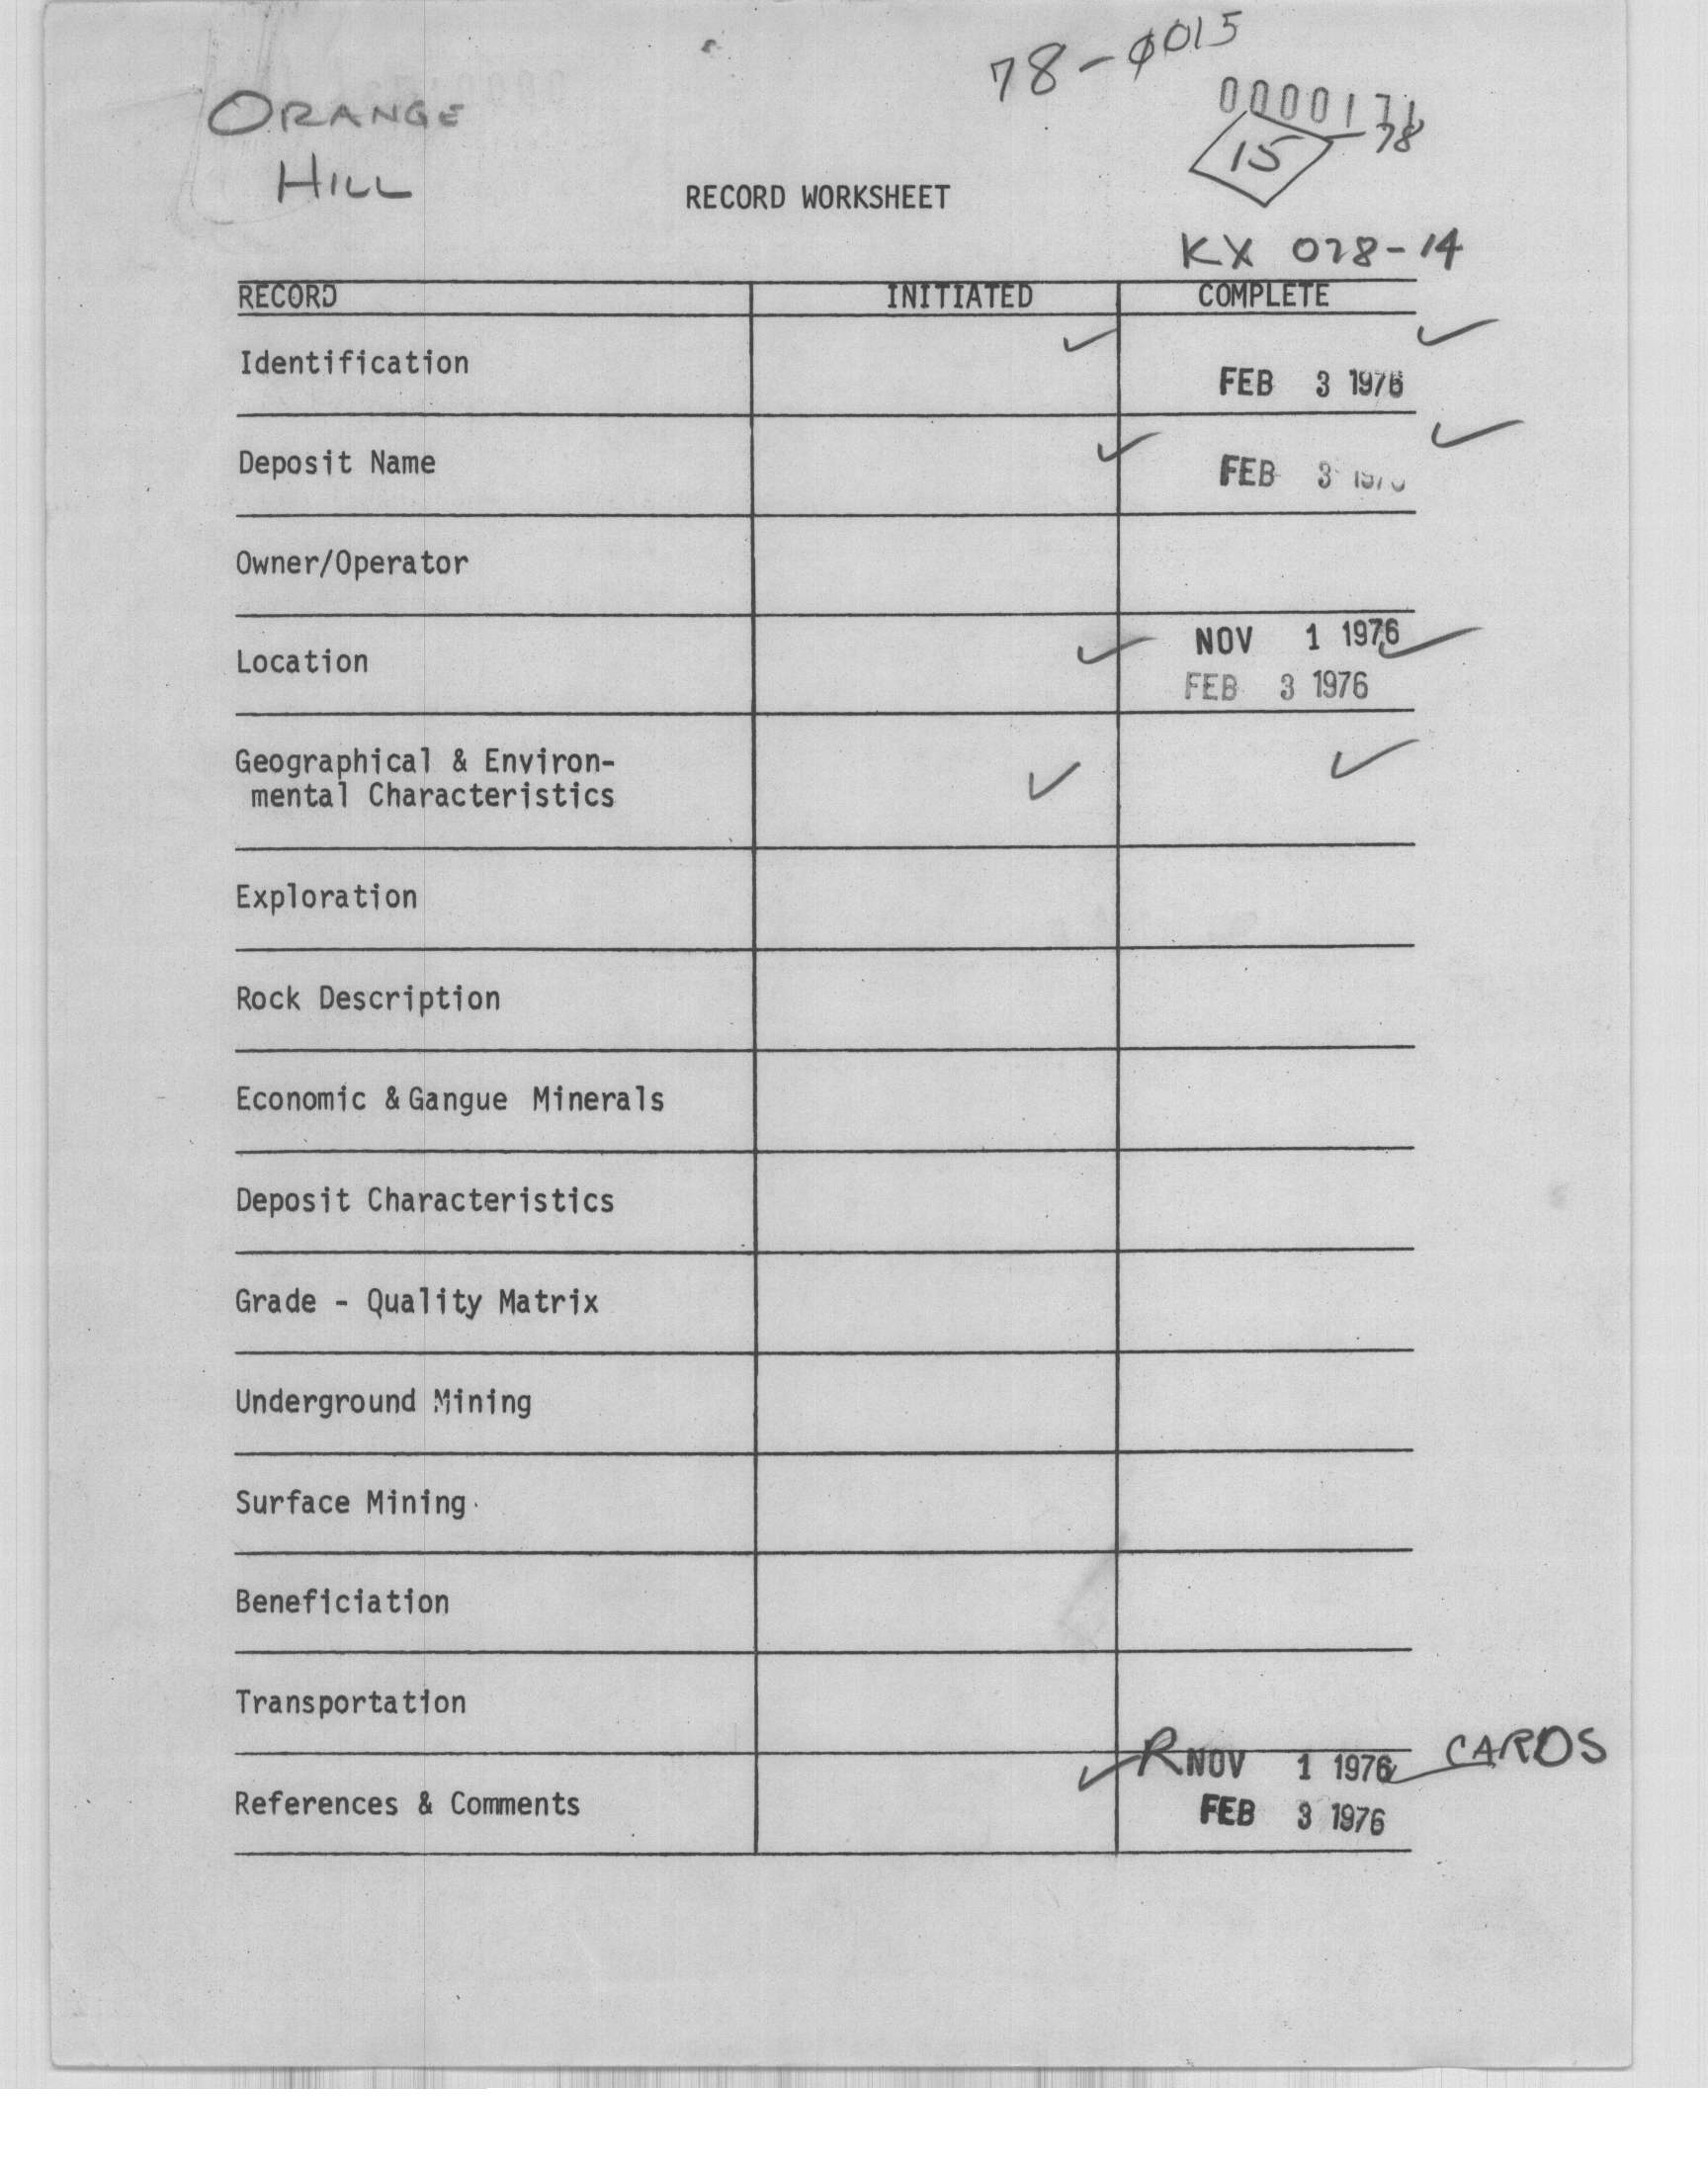 78-0015
0000171
ORANGE
15 -78
HILL
RECORD WORKSHEET
KX 028-14
RECORD INITIATED COMPLETE
✓ ✓
Identification
FEB 3 1976
✓ ✓
Deposit Name FEB 3
Owner/Operator
NOV 1 1976 ✓
Location ✓
FEB 3 1976
Geographical & Environ- ✓ ✓
mental Characteristics
Exploration
Rock Description
Economic & Gangue Minerals
Deposit Characteristics
Grade - Quality Matrix
Underground Mining
Surface Mining
Beneficiation
Transportation
✓ R NOV 1 1976 ✓ CARDS
References & Comments FEB 3 1976